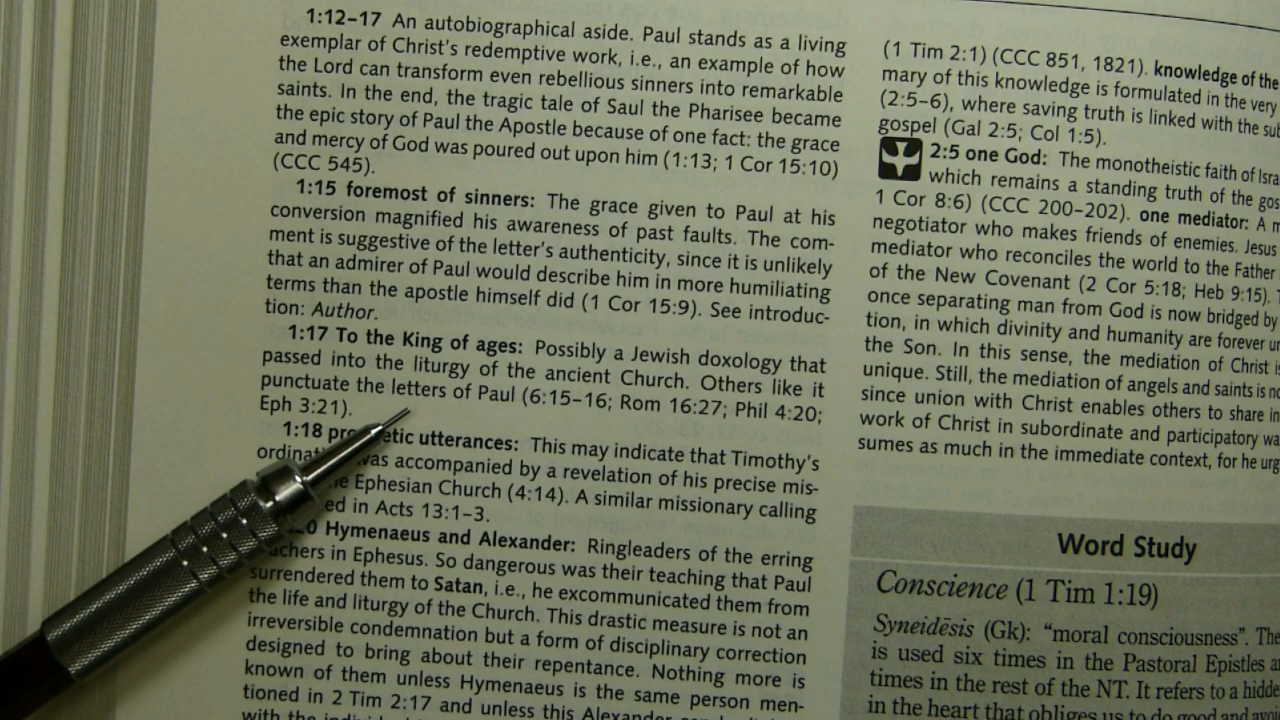 1:12–17 An autobiographical aside. Paul stands as a living
exemplar of Christ's redemptive work, i.e., an example of how
the Lord can transform even rebellious sinners into remarkable
saints. In the end, the tragic tale of Saul the Pharisee became
the epic story of Paul the Apostle because of one fact: the grace
and mercy of God was poured out upon him (1:13; 1 Cor 15:10)
(CCC 545).
1:15 foremost of sinners: The grace given to Paul at his
conversion magnified his awareness of past faults. The com-
ment is suggestive of the letter's authenticity, since it is unlikely
that an admirer of Paul would describe him in more humiliating
terms than the apostle himself did (1 Cor 15:9). See introduc-
tion: Author.
1:17 To the King of ages: Possibly a Jewish doxology that
passed into the liturgy of the ancient Church. Others like it
punctuate the letters of Paul (6:15–16; Rom 16:27; Phil 4:20;
Eph 3:21).
1:18 utterances: This may indicate that Timothy's
was accompanied by a revelation of his precise mis-
Ephesian Church (4:14). A similar missionary calling
in Acts 13:1–3.
Hymenaeus and Alexander: Ringleaders of the erring
in Ephesus. So dangerous was their teaching that Paul
surrendered them to Satan, i.e., he excommunicated them from
the life and liturgy of the Church. This drastic measure is not an
irreversible condemnation but a form of disciplinary correction
designed to bring about their repentance. Nothing more is
known of them unless Hymenaeus is the same person men-
tioned in 2 Tim 2:17 and unless this Alexander
with the
(1 Tim 2:1) (CCC 851, 1821). knowledge of the
mary of this knowledge is formulated in the very
(2:5–6), where saving truth is linked with the
gospel (Gal 2:5; Col 1:5).
2:5 one God: The monotheistic faith of
which remains a standing truth of the
1 Cor 8:6) (CCC 200–202). one mediator: A
negotiator who makes friends of enemies. Jesus
mediator who reconciles the world to the Father
of the New Covenant (2 Cor 5:18; Heb 9:15).
once separating man from God is now bridged by
tion, in which divinity and humanity are forever
the Son. In this sense, the mediation of Christ
unique. Still, the mediation of angels and saints is
since union with Christ enables others to share in
work of Christ in subordinate and participatory
sumes as much in the immediate context, for he
Word Study
Conscience (1 Tim 1:19)
Syneidēsis (Gk): "moral consciousness". The
is used six times in the Pastoral Epistles
times in the rest of the NT. It refers to a
in the heart that obliges us to do good and